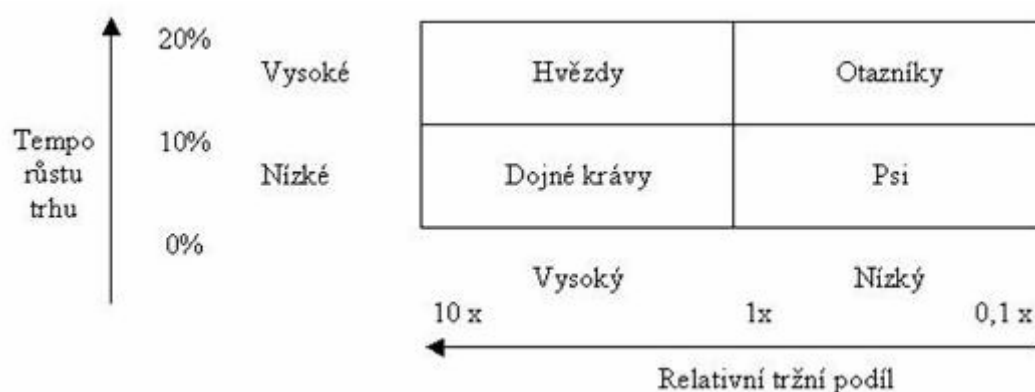 20%
Vysoké
Hvězdy
Otazníky
Tempo
růstu
trhu
10%
Nízké
Dojné krávy
Psi
0%
Vysoký
Nízký
10 x
1x
0,1 x
Relativní tržní podíl